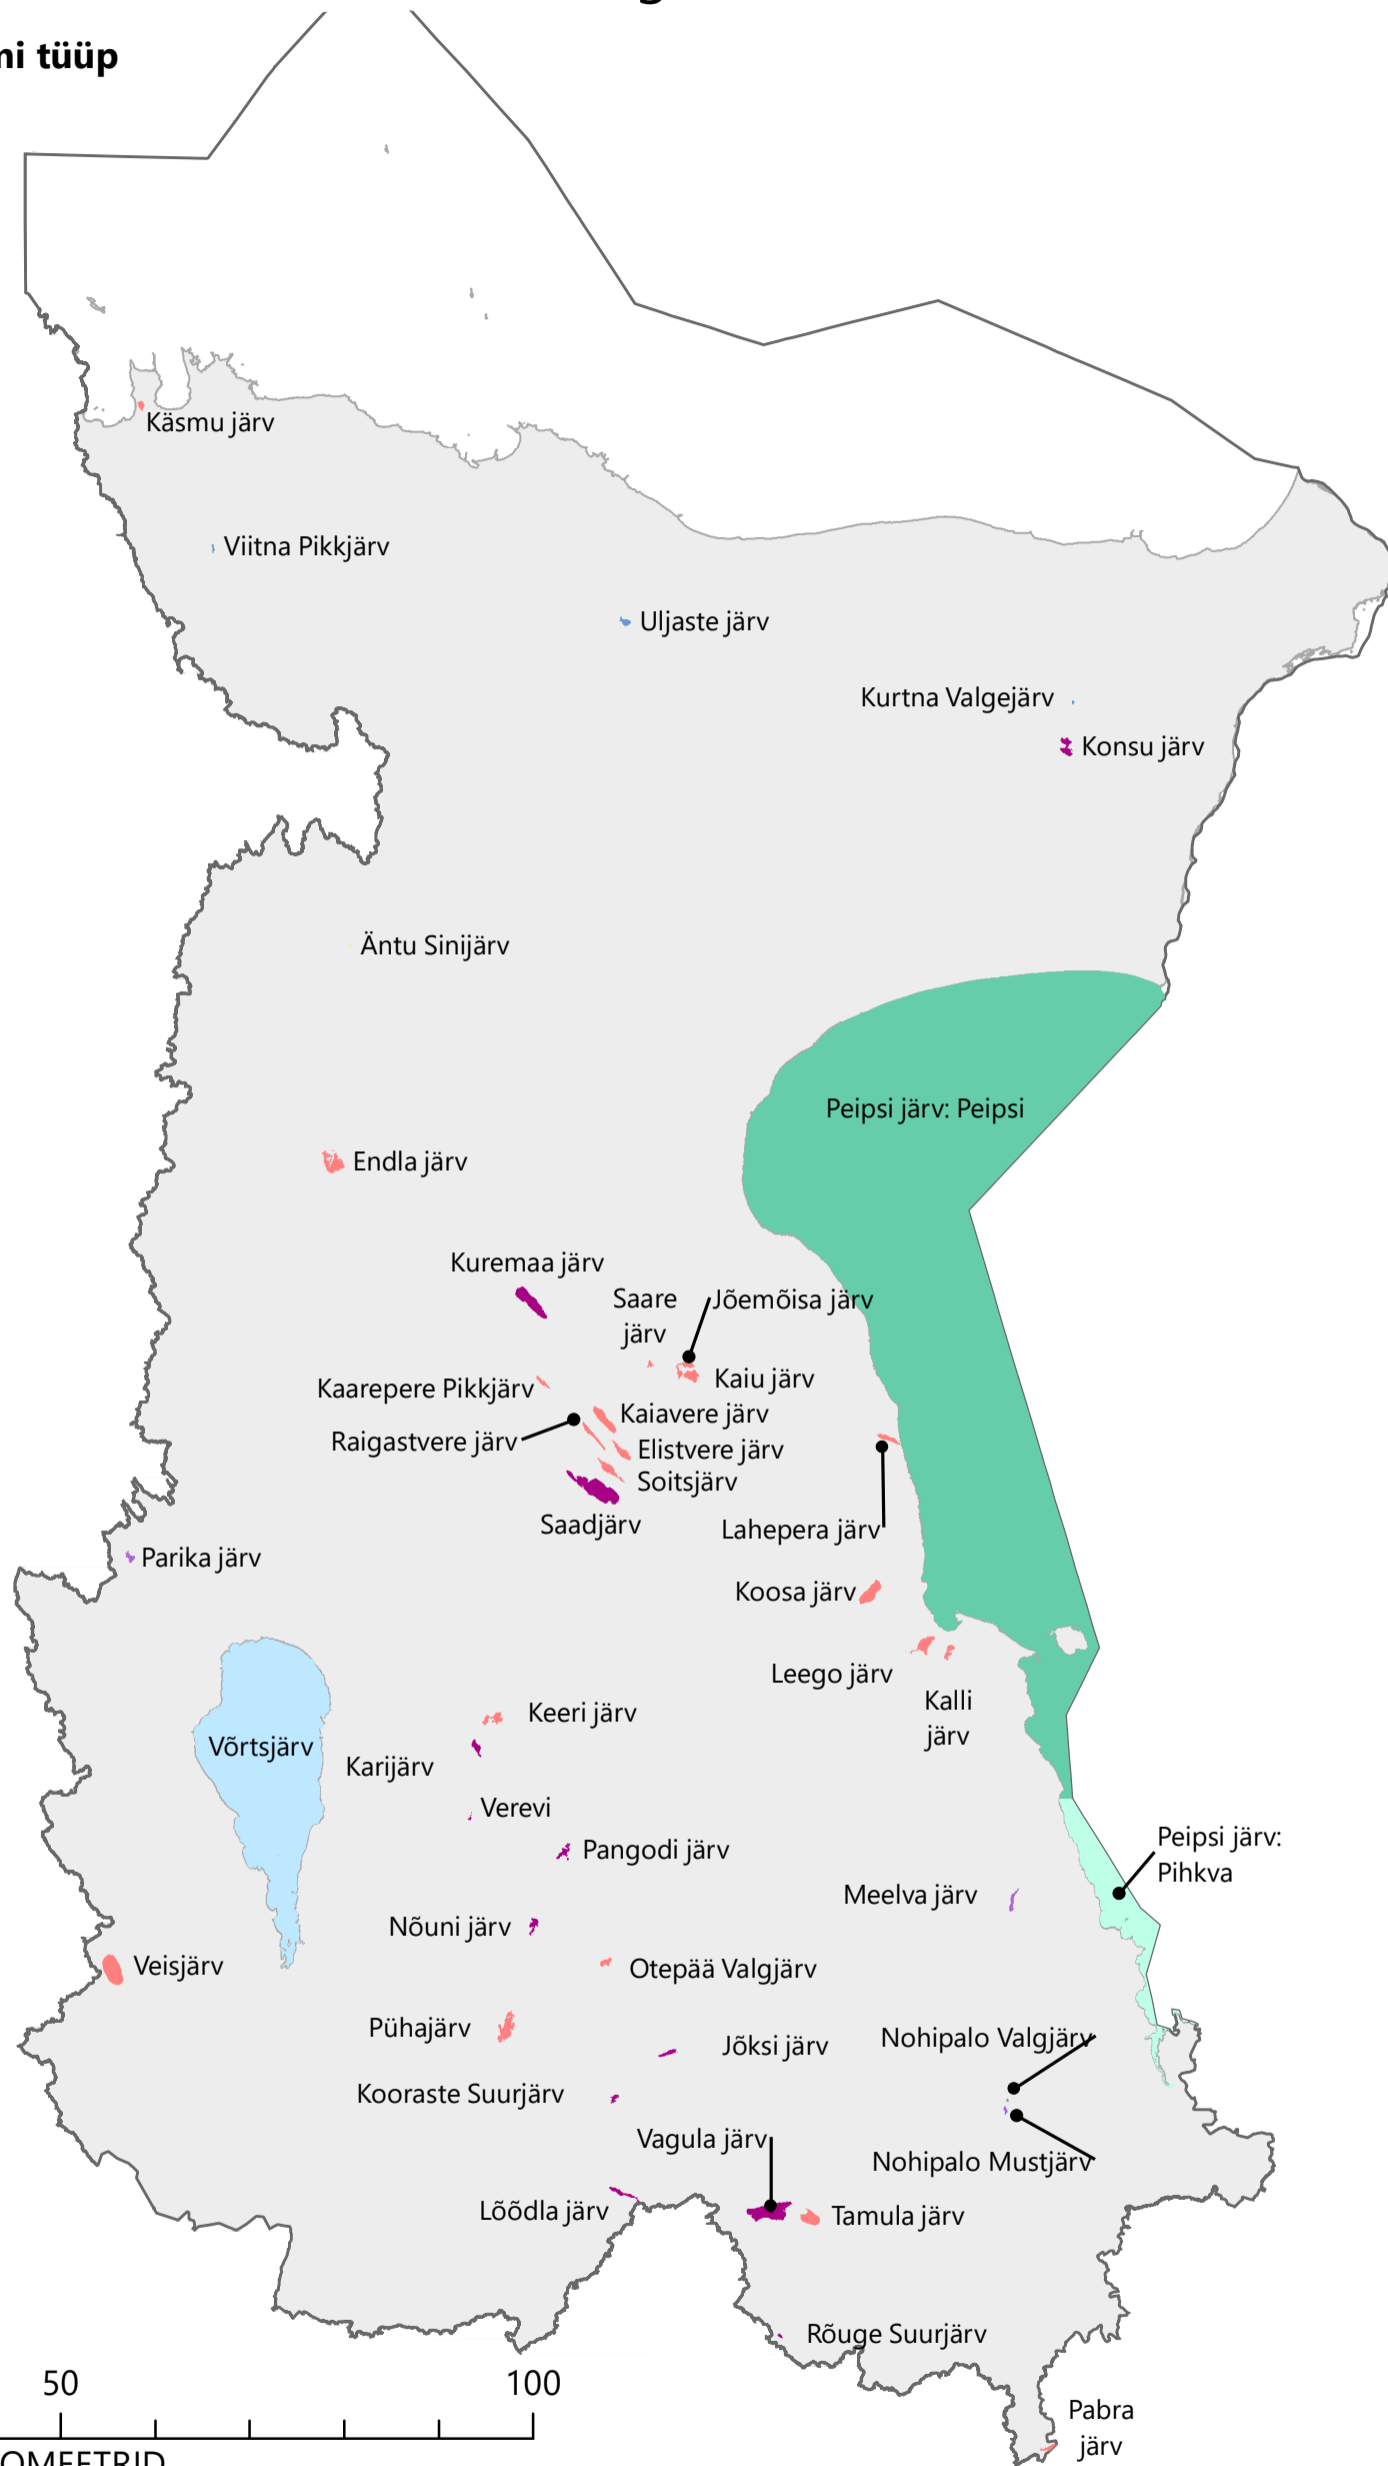 mi tüüp
Käsmu järv
Viitna Pikkjärv
Uljaste järv
Kurtna Valgejärv
Konsu järv
Äntu Sinijärv
Peipsi järv: Peipsi
Endla järv
Kuremaa järv
Saare
järv
Jõemõisa järv
Kaiu järv
Kaarepere Pikkjärv
Kaiavere järv
Raigastvere järv
Elistvere järv
Soitsjärv
Saadjärv
Lahepera järv
Parika järv
Koosa järv
Leego järv
Kalli
järv
Keeri järv
Võrtsjärv
Karijärv
Verevi
Pangodi järv
Peipsi järv:
Pihkva
Meelva järv
Nõuni järv
Veisjärv
Otepää Valgjärv
Pühajärv
Jõksi järv
Nohipalo Valgjärv
Kooraste Suurjärv
Vagula järv
Nohipalo Mustjärv
Lõõdla järv
Tamula järv
Rõuge Suurjärv
50
100
Pabra
järv
OMEETRID